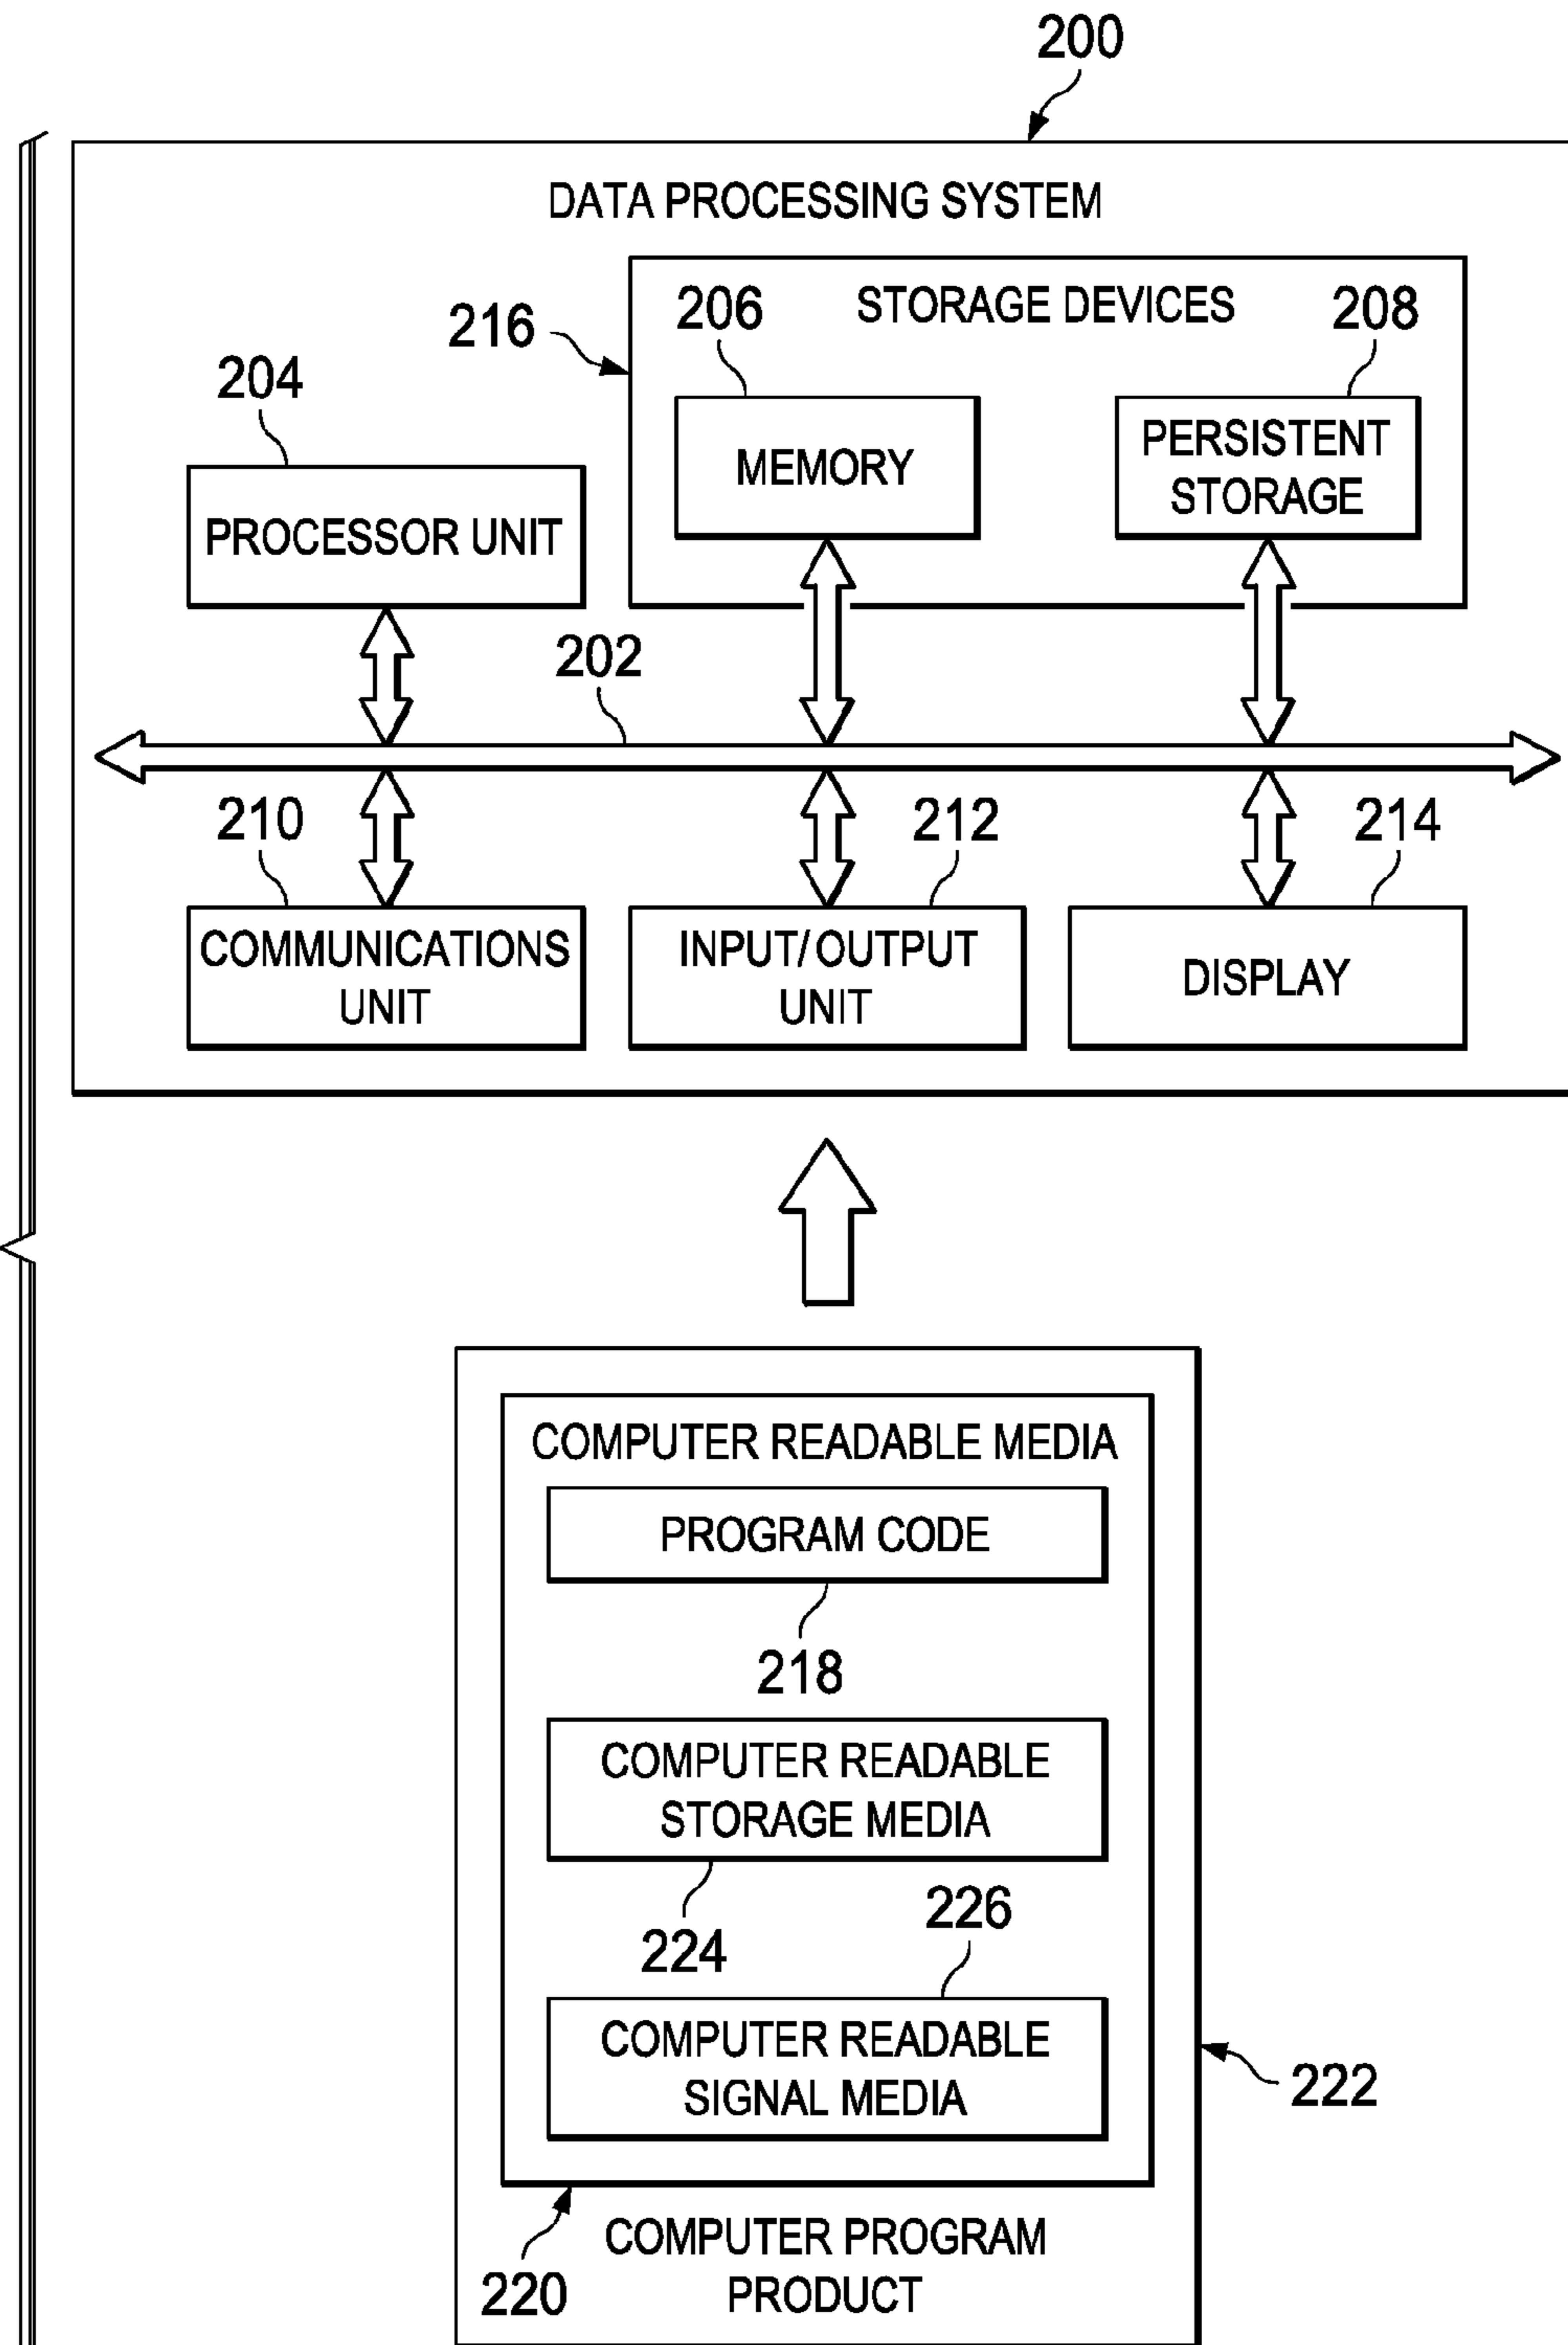 200
DATA PROCESSING SYSTEM
216
206
STORAGE DEVICES
208
204
MEMORY
PERSISTENT
STORAGE
PROCESSOR UNIT
202
210
212
214
COMMUNICATIONS
UNIT
INPUT/OUTPUT
UNIT
DISPLAY
COMPUTER READABLE MEDIA
PROGRAM CODE
218
COMPUTER READABLE
STORAGE MEDIA
224
226
COMPUTER READABLE
SIGNAL MEDIA
222
220
COMPUTER PROGRAM
PRODUCT